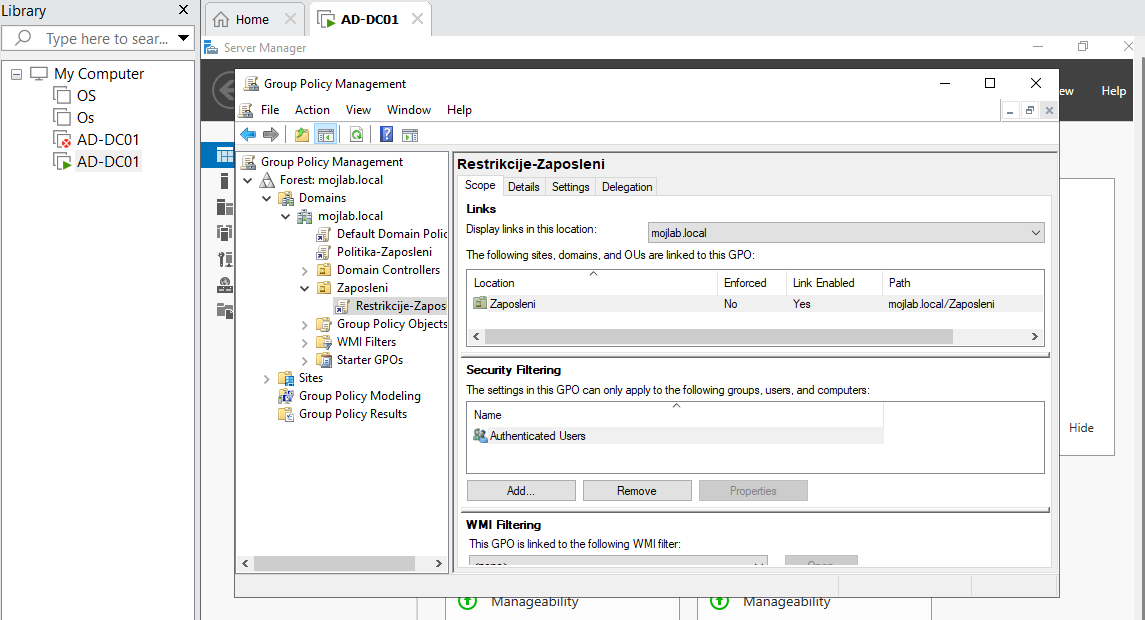 Library
Type here to sear...
My Computer
OS
Os
AD-DC01
AD-DC01
Home
AD-DC01
Server Manager
ew
Help
Group Policy Management
File Action View Window Help
Group Policy Management
Forest: mojlab.local
Domains
mojlab.local
Default Domain Polic
Politika-Zaposleni
Domain Controllers
Zaposleni
Restrikcije-Zapos
Group Policy Objects
WMI Filters
Starter GPOs
Sites
Group Policy Modeling
Group Policy Results
Restrikcije-Zaposleni
Scope Details Settings Delegation
Links
Display links in this location: mojlab.local
The following sites, domains, and OUs are linked to this GPO:
Location Enforced Link Enabled Path
Zaposleni No Yes mojlab.local/Zaposleni
Security Filtering
The settings in this GPO can only apply to the following groups, users, and computers:
Name
Authenticated Users
Add... Remove Properties
WMI Filtering
This GPO is linked to the following WMI filter:
Hide
Manageability
Manageability